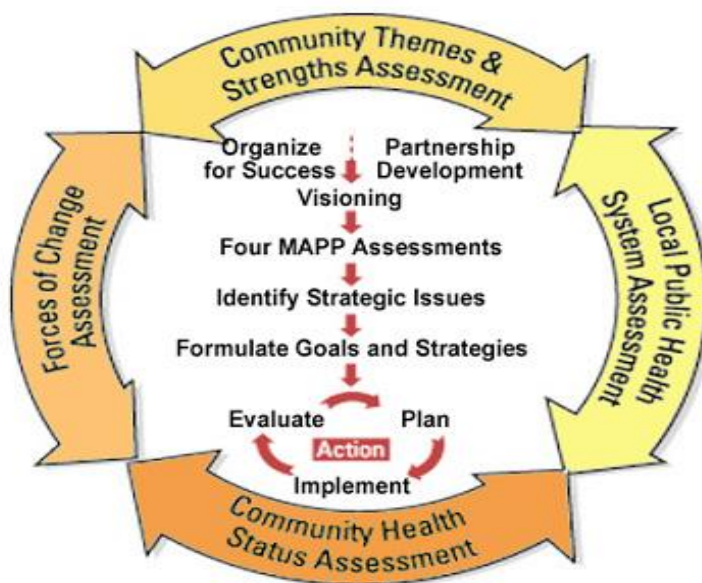 Community Themes &
Strengths Assessment
Organize
for Success
Partnership
Development
Visioning
Four MAPP Assessments
Identify Strategic Issues
Formulate Goals and Strategies
Evaluate
Plan
Action
Implement
Forces of Change
Assessment
Local Public Health
System Assessment
Community Health
Status Assessment